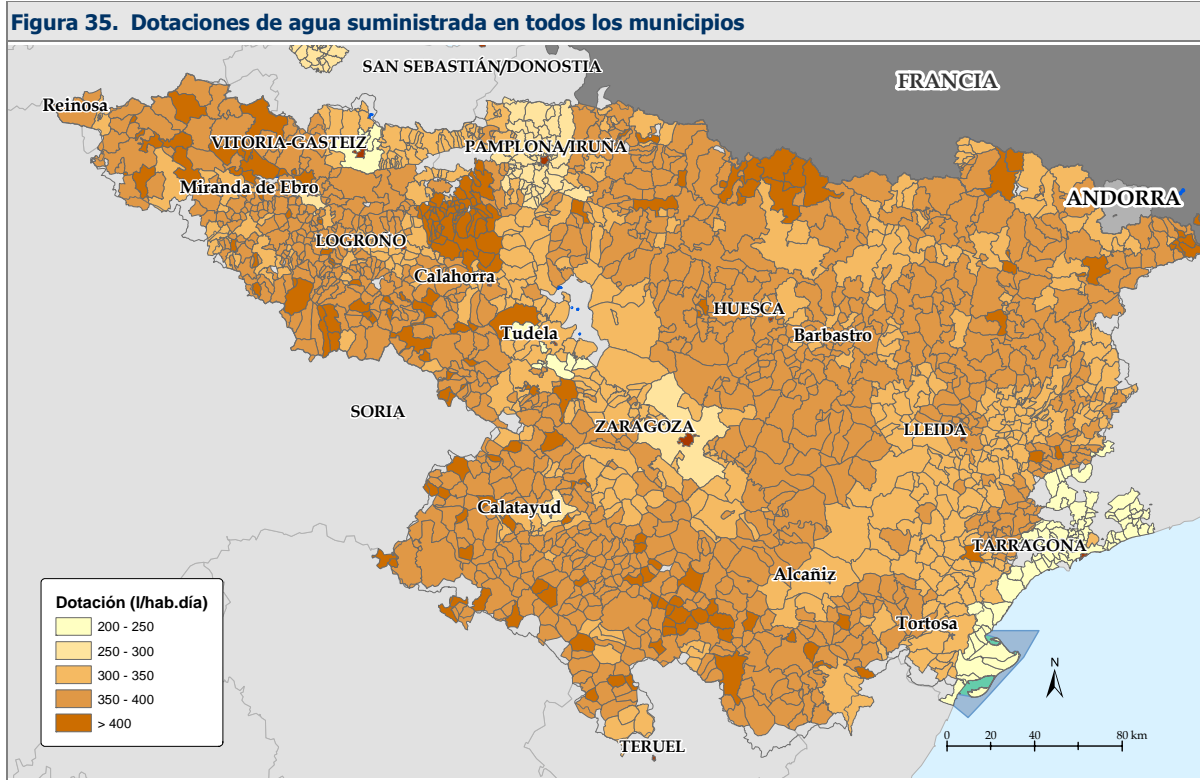 Figura 35. Dotaciones de agua suministrada en todos los municipios
SAN SEBASTIÁN/DONOSTIA
FRANCIA
Reinosa
VITORIA-GASTEIZ
PAMPLONA/IRUÑA
Miranda de Ebro
ANDORRA
LOGROÑO
Calahorra
HUESCA
Tudela
Barbastro
SORIA
ZARAGOZA
LLEIDA
Calatayud
TARRAGONA
Alcañiz
Tortosa
TERUEL
Dotación (l/hab.día)
200 - 250
250 - 300
300 - 350
350 - 400
> 400
N
0 20 40 80 km